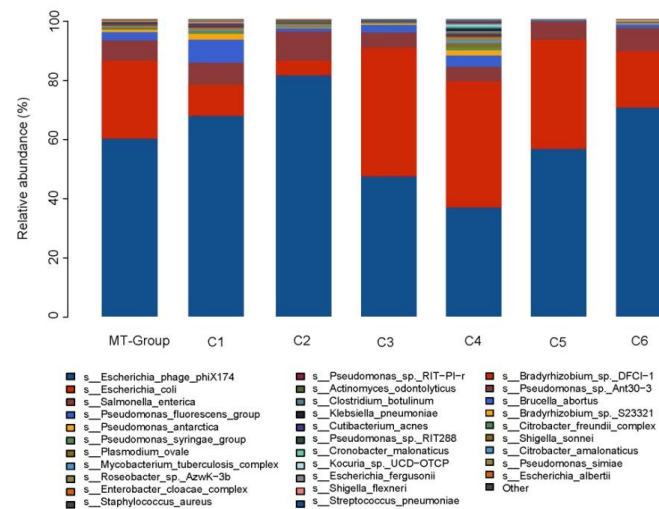 Relative abundance (%)
100
80
60
40
20
0
MT-Group C1 C2 C3 C4 C5 C6
s__Escherichia_phage_phiX174
s__Escherichia_coli
s__Salmonella_enterica
s__Pseudomonas_fluorescens_group
s__Pseudomonas_antarctica
s__Pseudomonas_syringae_group
s__Plasmodium_ovale
s__Mycobacterium_tuberculosis_complex
s__Roseobacter_sp._AzwK-3b
s__Enterobacter_cloacae_complex
s__Staphylococcus_aureus
s__Pseudomonas_sp._RIT-PI-r
s__Actinomyces_odontolyticus
s__Clostridium_botulinum
s__Klebsiella_pneumoniae
s__Cutibacterium_acnes
s__Pseudomonas_sp._RIT288
s__Cronobacter_malonaticus
s__Kocuria_sp._UCD-OTCP
s__Escherichia_fergusonii
s__Shigella_flexneri
s__Streptococcus_pneumoniae
s__Bradyrhizobium_sp._DFCI-1
s__Pseudomonas_sp._Ant30-3
s__Brucella_abortus
s__Bradyrhizobium_sp._S23321
s__Citrobacter_freundii_complex
s__Shigella_sonnei
s__Citrobacter_amalonaticus
s__Pseudomonas_simiae
s__Escherichia_albertii
Other